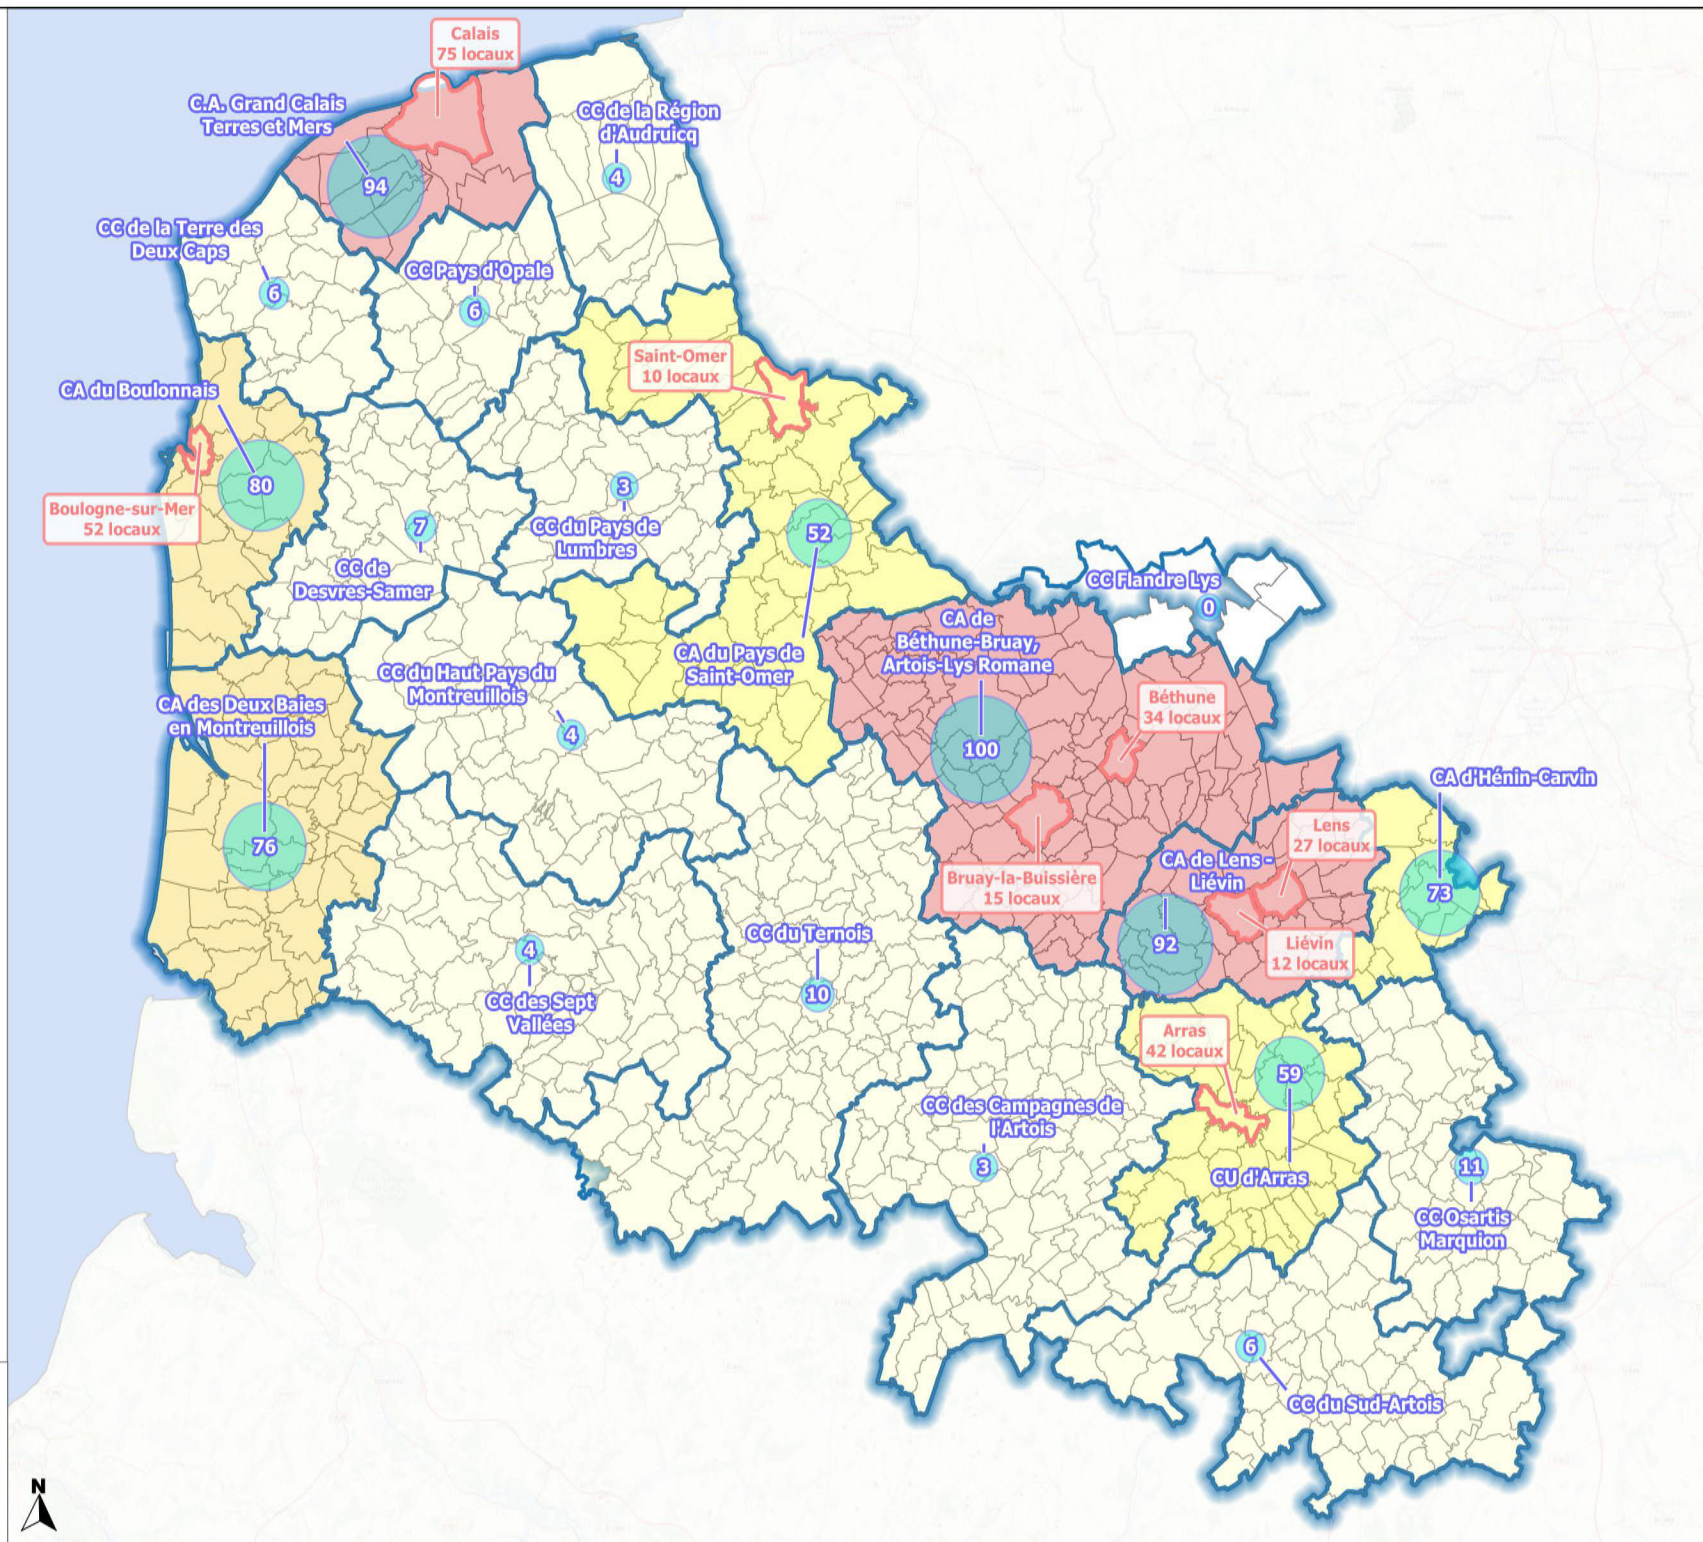 Calais
75 locaux
C.A. Grand Calais
Terres et Mers
94
CC de la Région
d'Audruicq
4
CC de la Terre des
Deux Caps
6
CC Pays d'Opale
6
Saint-Omer
10 locaux
CA du Boulonnais
80
Boulogne-sur-Mer
52 locaux
7
CC de
Desvres-Samer
3
CC du Pays de
Lumbres
52
CA du Pays de
Saint-Omer
CC Flandre Lys
0
CA de
Béthune-Bruay,
Artois-Lys Romane
100
Béthune
34 locaux
CC du Haut Pays du
Montreuillois
4
CA des Deux Baies
en Montreuillois
76
CA d'Hénin-Carvin
73
Lens
27 locaux
CA de Lens -
Liévin
92
Bruay-la-Buissière
15 locaux
Liévin
12 locaux
4
CC des Sept
Vallées
CC du Ternois
10
Arras
42 locaux
59
CU d'Arras
CC des Campagnes de
l'Artois
3
11
CC Osartis
Marquion
6
CC du Sud-Artois
N